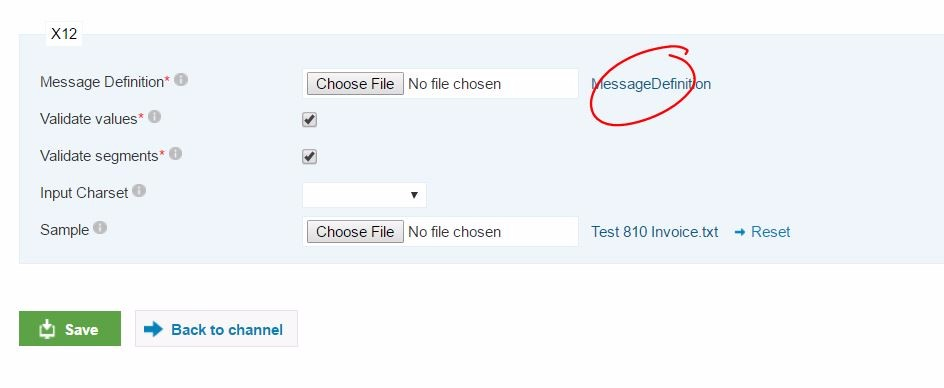 X12
Message Definition* Choose File No file chosen MessageDefinition
Validate values*
Validate segments*
Input Charset
Sample Choose File No file chosen Test 810 Invoice.txt Reset
Save Back to channel